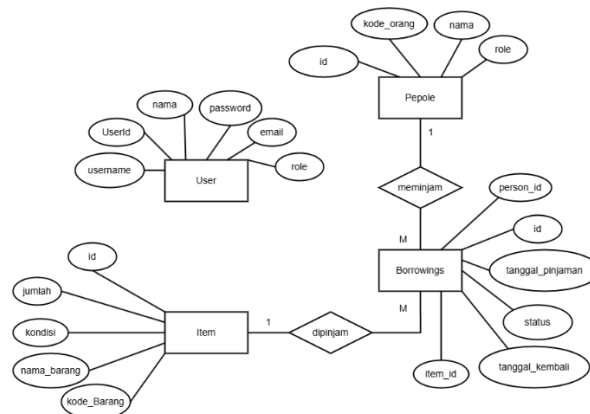 kode_orang
nama
role
id
Pepole
1
nama
password
UserId
email
username
role
User
meminjam
person_id
id
M
Borrowings
tanggal_pinjaman
M
status
id
jumlah
kondisi
Item
1
dipinjam
nama_barang
tanggal_kembali
item_id
kode_Barang